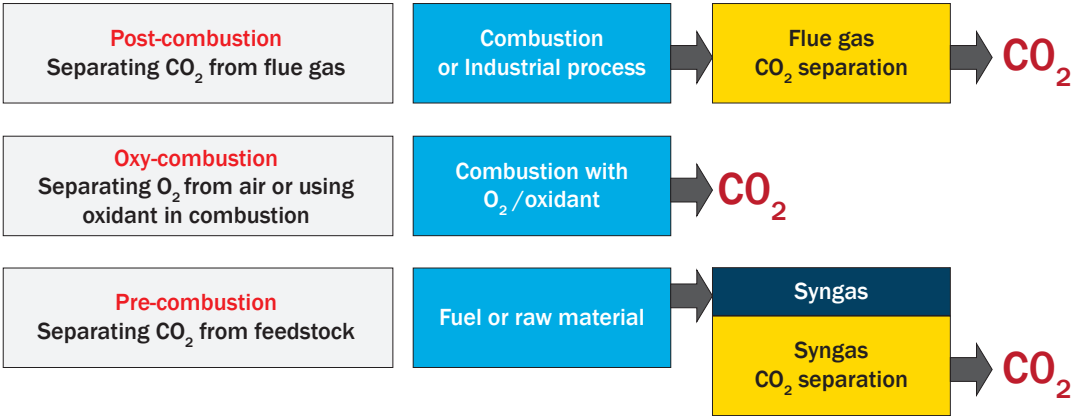 Post-combustion
Separating CO₂ from flue gas
Combustion
or Industrial process
Flue gas
CO₂ separation
CO₂
Oxy-combustion
Separating O₂ from air or using
oxidant in combustion
Combustion with
O₂ /oxidant
CO₂
Pre-combustion
Separating CO₂ from feedstock
Fuel or raw material
Syngas
Syngas
CO₂ separation
CO₂